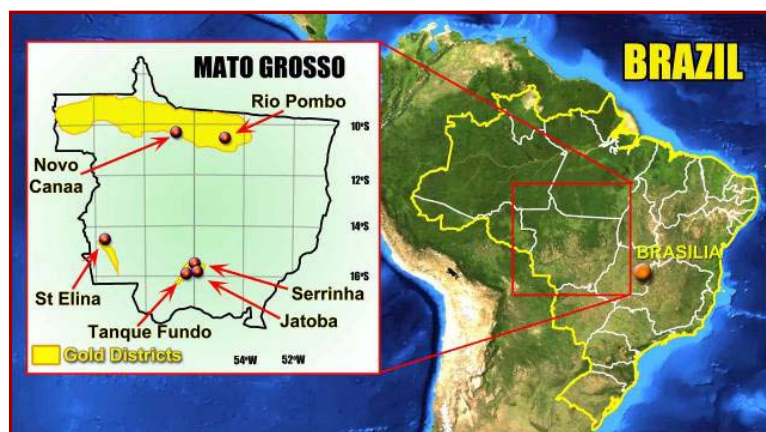 MATO GROSSO
BRAZIL
Rio Pombo
10°S
Novo
Canaa
12°S
14°S
BRASILIA
16°S
St Elina
Serrinha
Tanque Fundo
Jatoba
Gold Districts
54°W
52°W